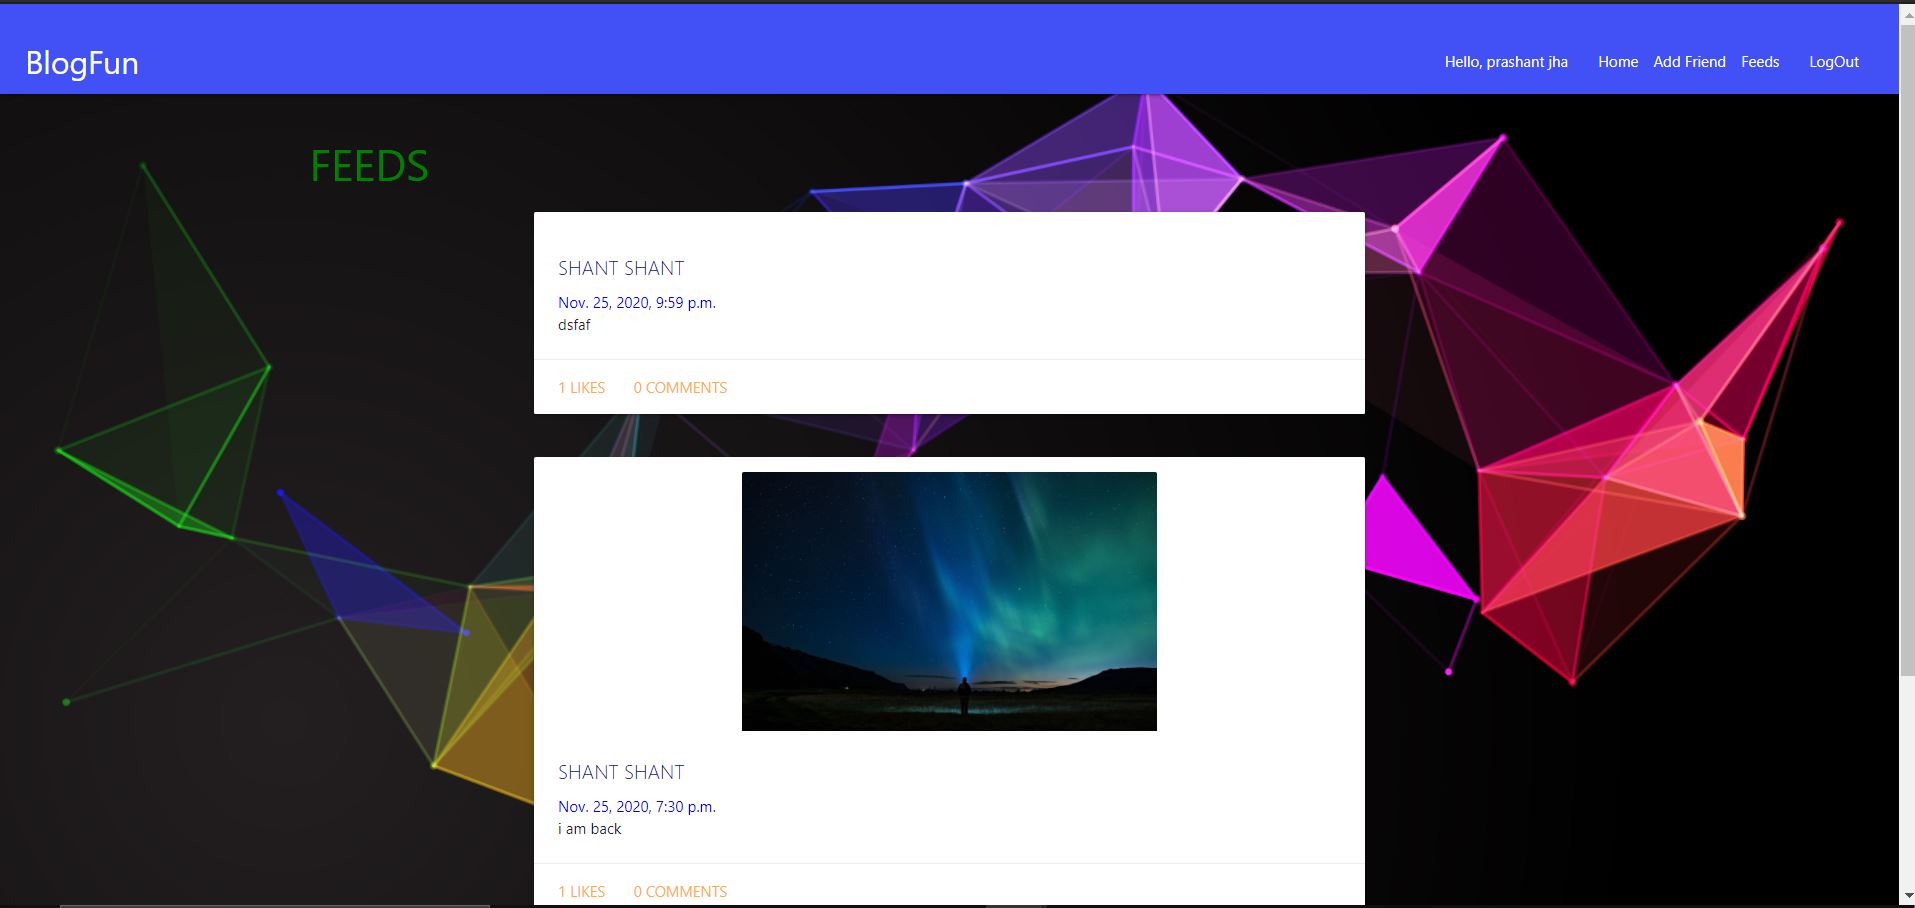 BlogFun
Hello, prashant jha Home Add Friend Feeds LogOut
FEEDS
SHANT SHANT
Nov. 25, 2020, 9:59 p.m.
dsfaf
1 LIKES 0 COMMENTS
SHANT SHANT
Nov. 25, 2020, 7:30 p.m.
i am back
1 LIKES 0 COMMENTS